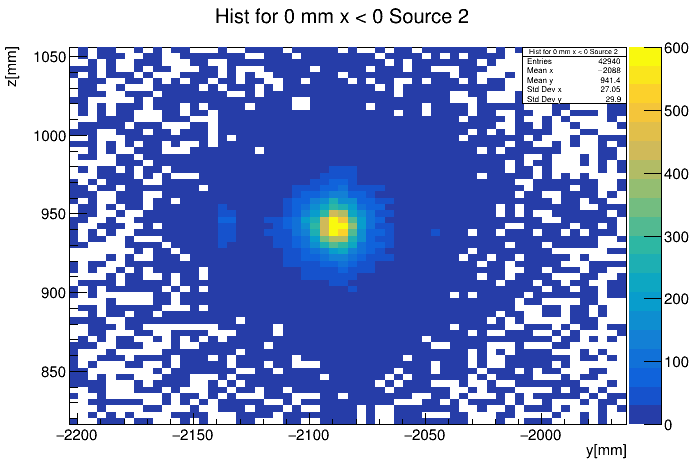 Hist for 0 mm x < 0 Source 2
z[mm]
1050
1000
950
900
850
Hist for 0 mm x < 0 Source 2
Entries 42940
Mean x −2088
Mean y 941.4
Std Dev x 27.05
Std Dev y 29.9
600
500
400
300
200
100
0
−2200 −2150 −2100 −2050 −2000
y[mm]